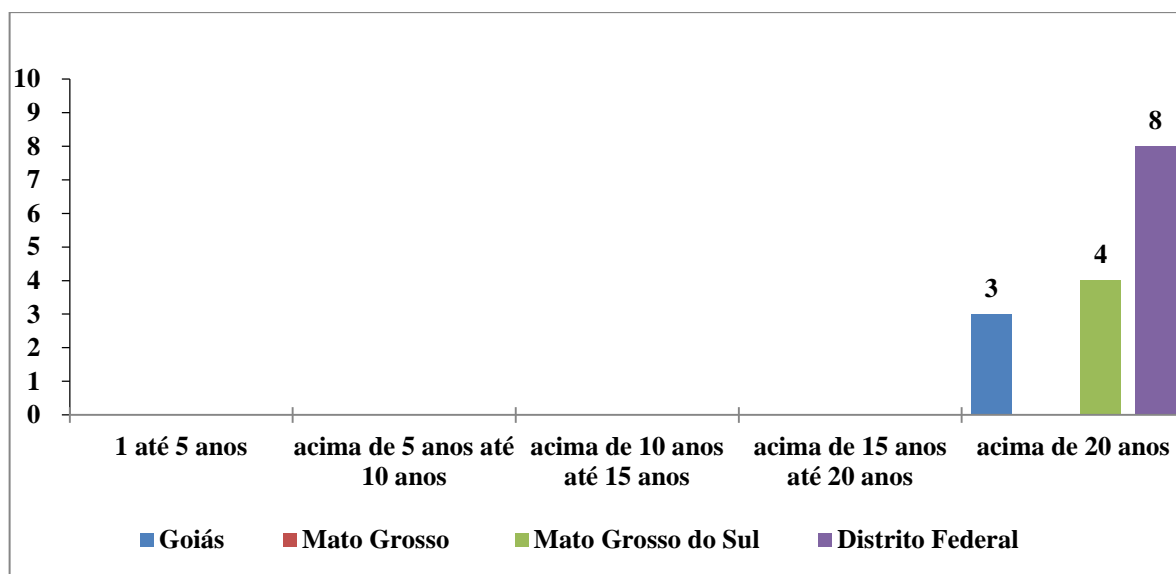 10
9
8
7
6
5
4
3
2
1
0
3
4
8
1 até 5 anos
acima de 5 anos até
10 anos
acima de 10 anos
até 15 anos
acima de 15 anos
até 20 anos
acima de 20 anos
Goiás
Mato Grosso
Mato Grosso do Sul
Distrito Federal